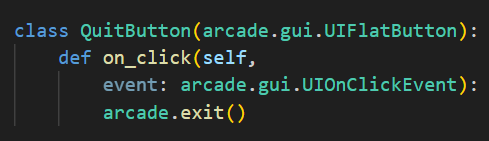 class QuitButton(arcade.gui.UIFlatButton):
    def on_click(self,
        event: arcade.gui.UIOnClickEvent):
        arcade.exit()